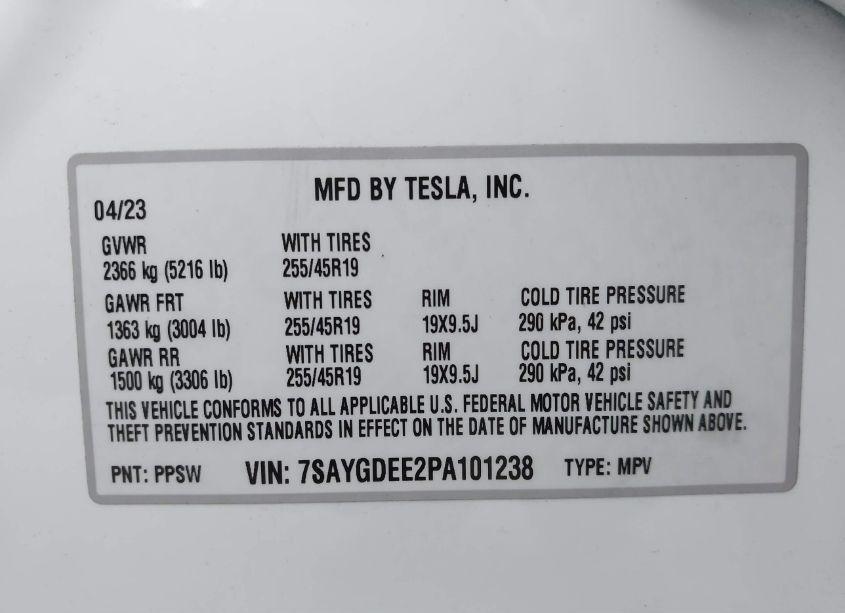 MFD BY TESLA, INC.
04/23
GVWR WITH TIRES
2366 kg (5216 lb) 255/45R19
GAWR FRT WITH TIRES RIM COLD TIRE PRESSURE
1363 kg (3004 lb) 255/45R19 19X9.5J 290 kPa, 42 psi
GAWR RR WITH TIRES RIM COLD TIRE PRESSURE
1500 kg (3306 lb) 255/45R19 19X9.5J 290 kPa, 42 psi
THIS VEHICLE CONFORMS TO ALL APPLICABLE U.S. FEDERAL MOTOR VEHICLE SAFETY AND
THEFT PREVENTION STANDARDS IN EFFECT ON THE DATE OF MANUFACTURE SHOWN ABOVE.
PNT: PPSW VIN: 7SAYGDEE2PA101238 TYPE: MPV